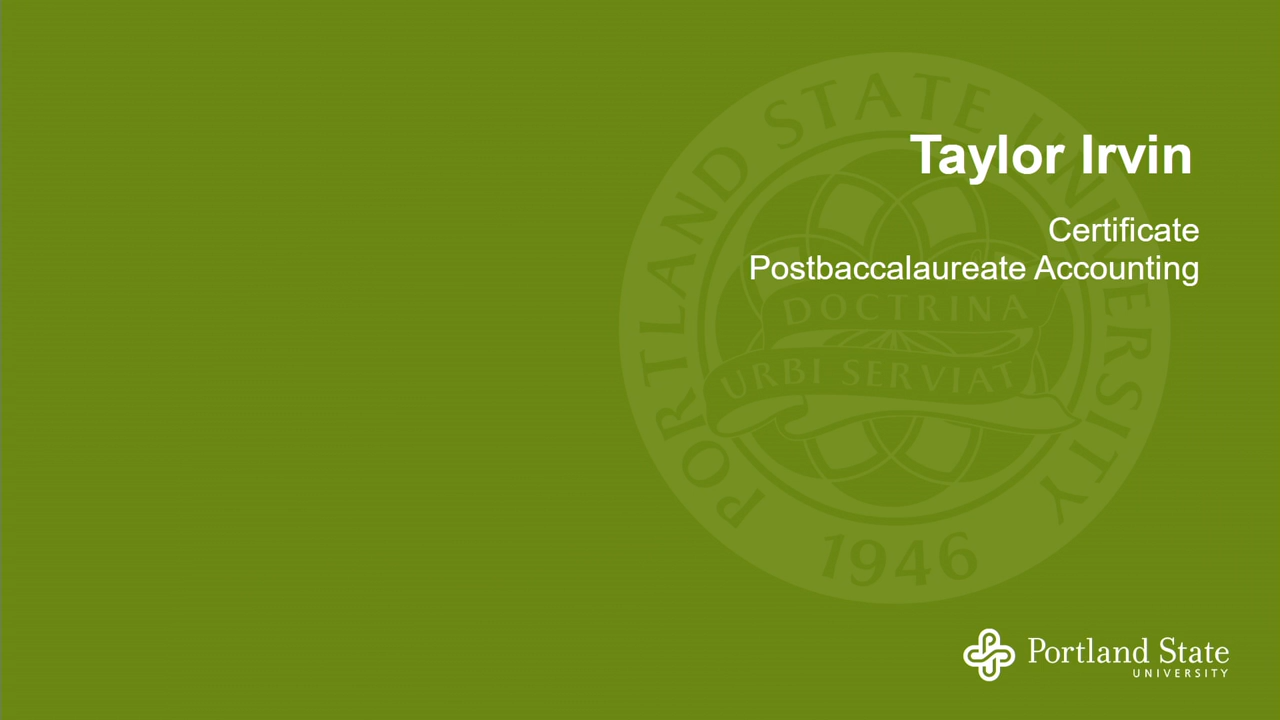 Taylor Irvin
Certificate
Postbaccalaureate Accounting
PORTLAND STATE UNIVERSITY
DOCTRINA
URBI SERVIAT
1946
Portland State
UNIVERSITY